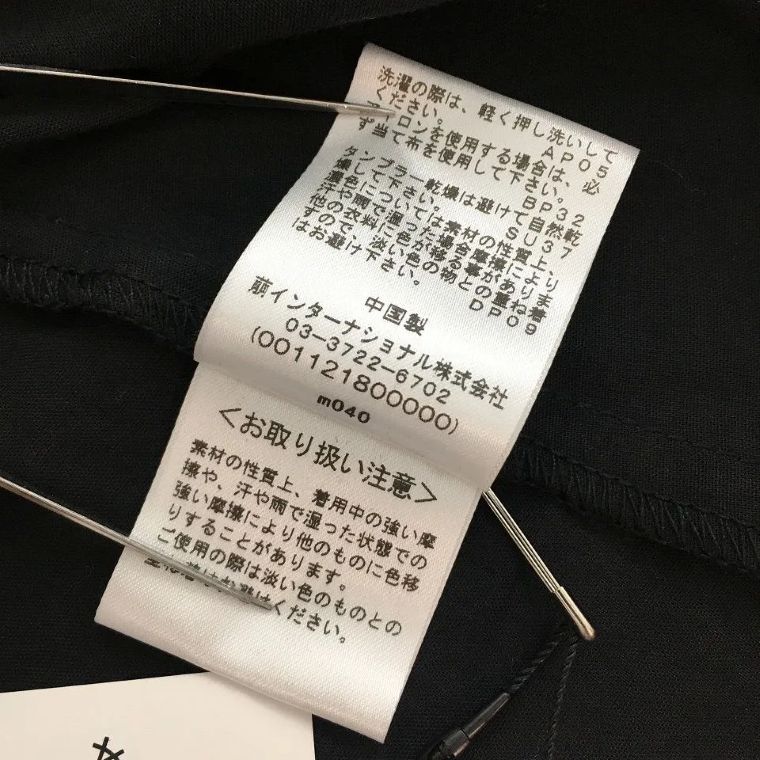 洗濯の際は、軽く押し洗いして
ください。
AP05
アイロンを使用する場合は、必
ず当て布を使用して下さい。
BP32
タンブラー乾燥は避けて自然乾
燥して下さい。
SU37
濃色については素材の性質上、
汗や雨で湿った場合摩擦により
他の衣料に色が移る事がありま
すので、淡い色の物との重ね着
はお避け下さい。
DP09
中国製
インターナショナル株式会社
03-3722-6702
(001121800000)
m040
<お取り扱い注意>
素材の性質上、着用中の強い摩
擦や、汗や雨で湿った状態での
強い摩擦により他のものに色移
りすることがあります。
ご使用の際は淡い色のものとの
はお避けください。